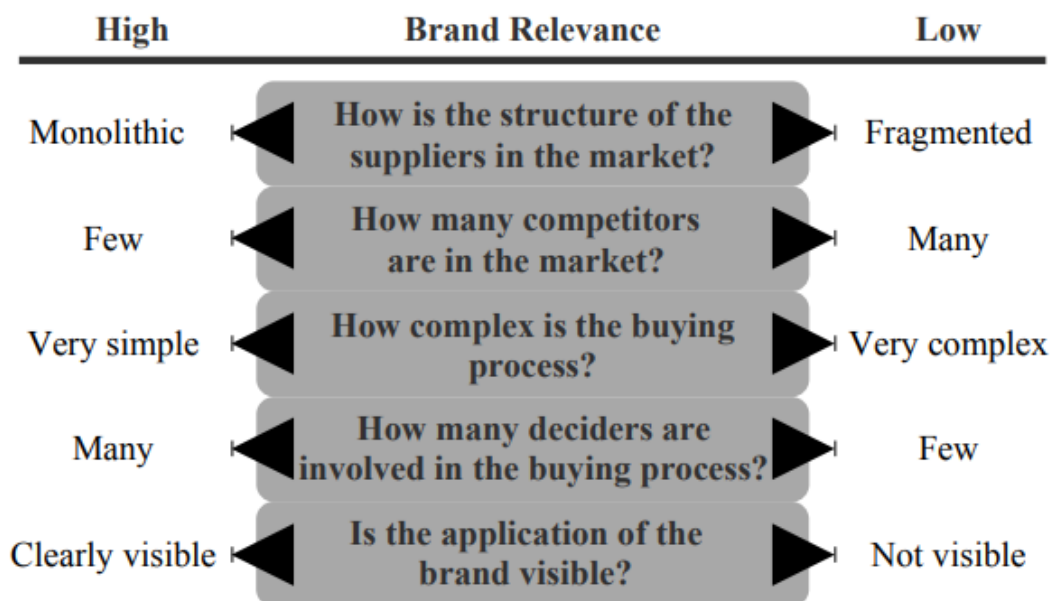 High Brand Relevance Low
Monolithic How is the structure of the Fragmented
suppliers in the market?
Few How many competitors Many
are in the market?
Very simple How complex is the buying Very complex
process?
Many How many deciders are Few
involved in the buying process?
Clearly visible Is the application of the Not visible
brand visible?